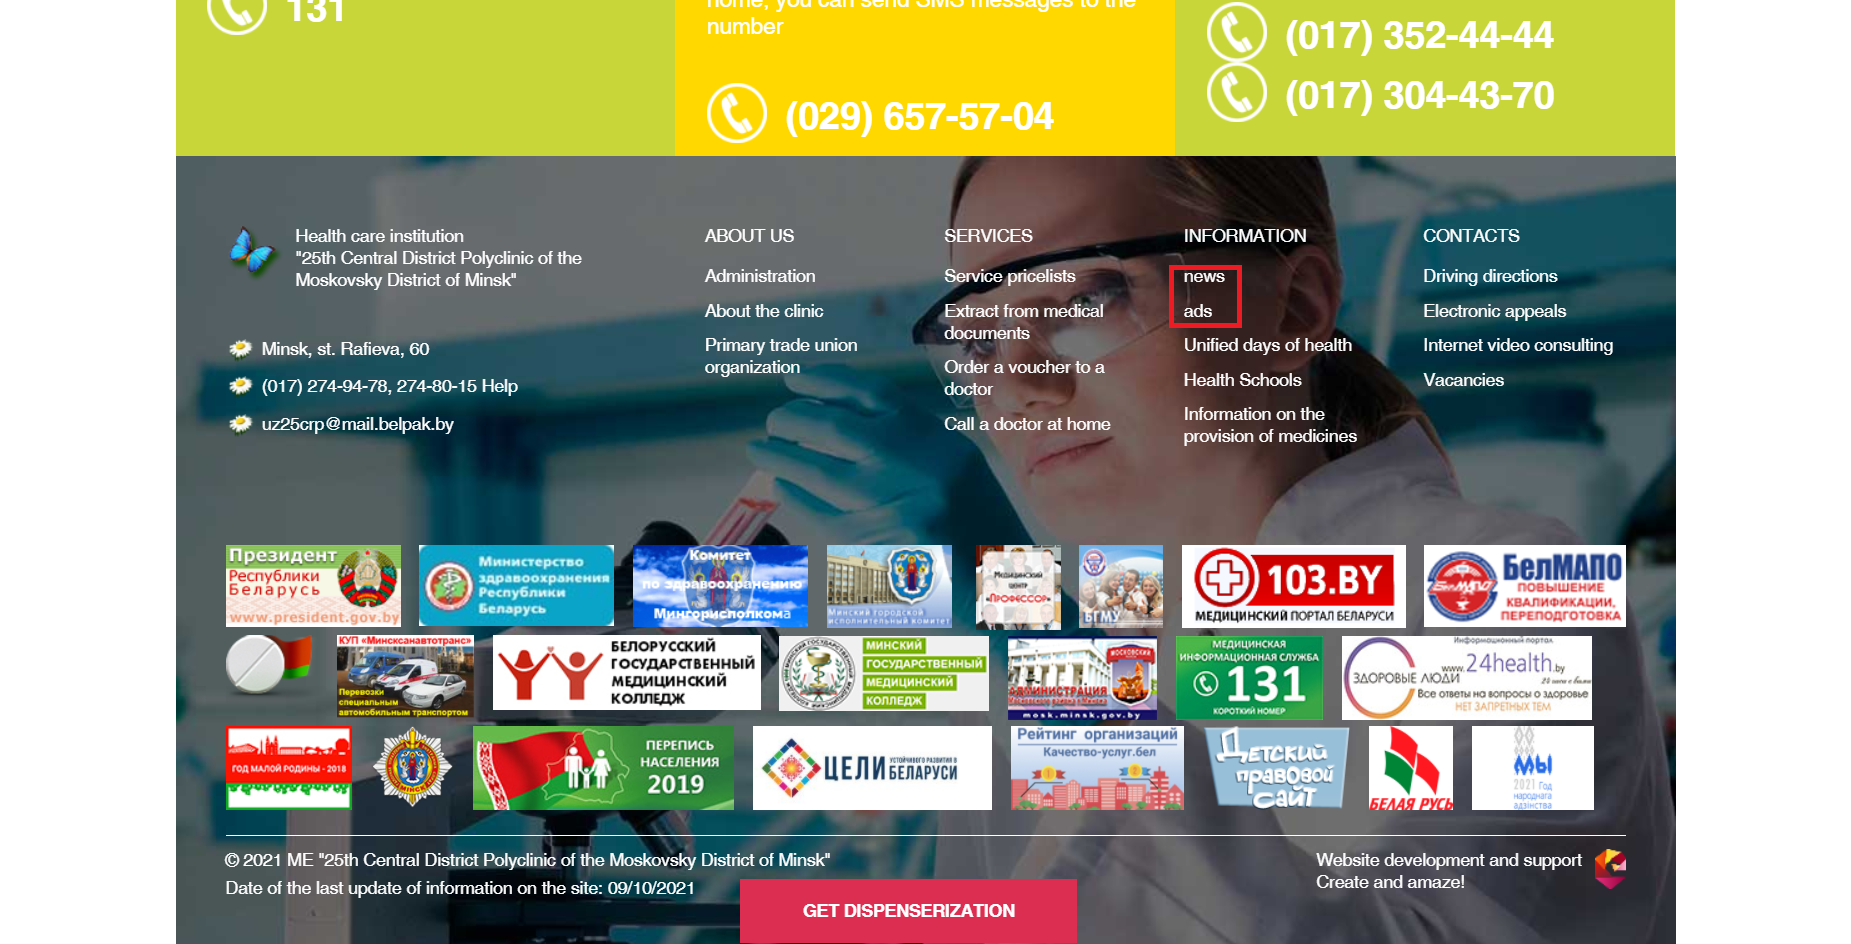 131
home, you can send SMS messages to the
number
(029) 657-57-04
(017) 352-44-44
(017) 304-43-70
Health care institution
"25th Central District Polyclinic of the
Moskovsky District of Minsk"
Minsk, st. Rafieva, 60
(017) 274-94-78, 274-80-15 Help
uz25crp@mail.belpak.by
ABOUT US
Administration
About the clinic
Primary trade union
organization
SERVICES
Service pricelists
Extract from medical
documents
Order a voucher to a
doctor
Call a doctor at home
INFORMATION
news
ads
Unified days of health
Health Schools
Information on the
provision of medicines
CONTACTS
Driving directions
Electronic appeals
Internet video consulting
Vacancies
Президент
Республики
Беларусь
www.president.gov.by
Министерство
здравоохранения
Республики
Беларусь
Комитет
по здравоохранению
Мингорисполкома
Минский городской
исполнительный комитет
Медицинский
центр
«Профессор»
БГМУ
103.BY
МЕДИЦИНСКИЙ ПОРТАЛ БЕЛАРУСИ
БелМАПО
БелМАПО
ПОВЫШЕНИЕ
КВАЛИФИКАЦИИ,
ПЕРЕПОДГОТОВКА
КУП «Минсксанавтотранс»
Перевозки
специальным
автомобильным транспортом
БЕЛОРУССКИЙ
ГОСУДАРСТВЕННЫЙ
МЕДИЦИНСКИЙ
КОЛЛЕДЖ
МИНСКИЙ
ГОСУДАРСТВЕННЫЙ
МЕДИЦИНСКИЙ
КОЛЛЕДЖ
МОСКОВСКИЙ
АДМИНИСТРАЦИЯ
mosk.minsk.gov.by
МЕДИЦИНСКАЯ
ИНФОРМАЦИОННАЯ СЛУЖБА
131
КОРОТКИЙ НОМЕР
Информационный портал
www.24health.by
ЗДОРОВЫЕ ЛЮДИ
24 часа с вами
Все ответы на вопросы о здоровье
НЕТ ЗАПРЕТНЫХ ТЕМ
ГОД МАЛОЙ РОДИНЫ - 2018
МИНСК
ПЕРЕПИСЬ
НАСЕЛЕНИЯ
2019
ЦЕЛИ УСТОЙЧИВОГО РАЗВИТИЯ В
БЕЛАРУСИ
Рейтинг организаций
Качество-услуг.бел
Детский
правовой
сайт
БЕЛАЯ РУСЬ
МЫ
2021 Год
народнага
адзінства
© 2021 ME "25th Central District Polyclinic of the Moskovsky District of Minsk"
Date of the last update of information on the site: 09/10/2021
Website development and support
Create and amaze!
GET DISPENSERIZATION